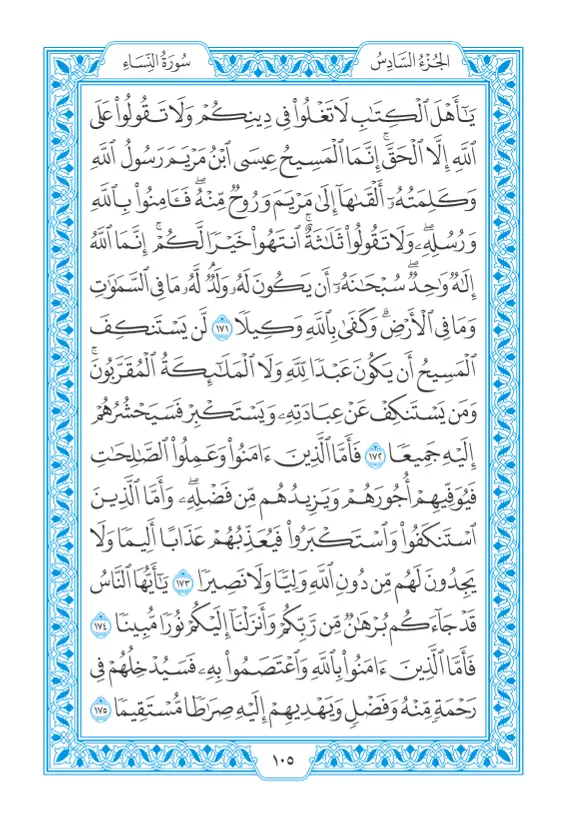 الجُزْءُ السَّادِسُ
سُورَةُ النِّسَاءِ
يَٰٓأَهۡلَ ٱلۡكِتَٰبِ لَا تَغۡلُواْ فِي دِينِكُمۡ وَلَا تَقُولُواْ عَلَى
ٱللَّهِ إِلَّا ٱلۡحَقَّۚ إِنَّمَا ٱلۡمَسِيحُ عِيسَى ٱبۡنُ مَرۡيَمَ رَسُولُ ٱللَّهِ
وَكَلِمَتُهُۥٓ أَلۡقَىٰهَآ إِلَىٰ مَرۡيَمَ وَرُوحٞ مِّنۡهُۖ فَـَٔامِنُواْ بِٱللَّهِ
وَرُسُلِهِۦۖ وَلَا تَقُولُواْ ثَلَٰثَةٌۚ ٱنتَهُواْ خَيۡرٗا لَّكُمۡۚ إِنَّمَا ٱللَّهُ
إِلَٰهٞ وَٰحِدٞۖ سُبۡحَٰنَهُۥٓ أَن يَكُونَ لَهُۥ وَلَدٞۘ لَّهُۥ مَا فِي ٱلسَّمَٰوَٰتِ
وَمَا فِي ٱلۡأَرۡضِۗ وَكَفَىٰ بِٱللَّهِ وَكِيلٗا ١٧١ لَّن يَسۡتَنكِفَ
ٱلۡمَسِيحُ أَن يَكُونَ عَبۡدٗا لِّلَّهِ وَلَا ٱلۡمَلَٰٓئِكَةُ ٱلۡمُقَرَّبُونَۚ
وَمَن يَسۡتَنكِفۡ عَنۡ عِبَادَتِهِۦ وَيَسۡتَكۡبِرۡ فَسَيَحۡشُرُهُمۡ
إِلَيۡهِ جَمِيعٗا ١٧٢ فَأَمَّا ٱلَّذِينَ ءَامَنُواْ وَعَمِلُواْ ٱلصَّٰلِحَٰتِ
فَيُوَفِّيهِمۡ أُجُورَهُمۡ وَيَزِيدُهُم مِّن فَضۡلِهِۦۖ وَأَمَّا ٱلَّذِينَ
ٱسۡتَنكَفُواْ وَٱسۡتَكۡبَرُواْ فَيُعَذِّبُهُمۡ عَذَابًا أَلِيمٗا وَلَا
يَجِدُونَ لَهُم مِّن دُونِ ٱللَّهِ وَلِيّٗا وَلَا نَصِيرٗا ١٧٣ يَٰٓأَيُّهَا ٱلنَّاسُ
قَدۡ جَآءَكُم بُرۡهَٰنٞ مِّن رَّبِّكُمۡ وَأَنزَلۡنَآ إِلَيۡكُمۡ نُورٗا مُّبِينٗا ١٧٤
فَأَمَّا ٱلَّذِينَ ءَامَنُواْ بِٱللَّهِ وَٱعۡتَصَمُواْ بِهِۦ فَسَيُدۡخِلُهُمۡ فِي
رَحۡمَةٖ مِّنۡهُ وَفَضۡلٖ وَيَهۡدِيهِمۡ إِلَيۡهِ صِرَٰطٗا مُّسۡتَقِيمٗا ١٧٥
١٠٥